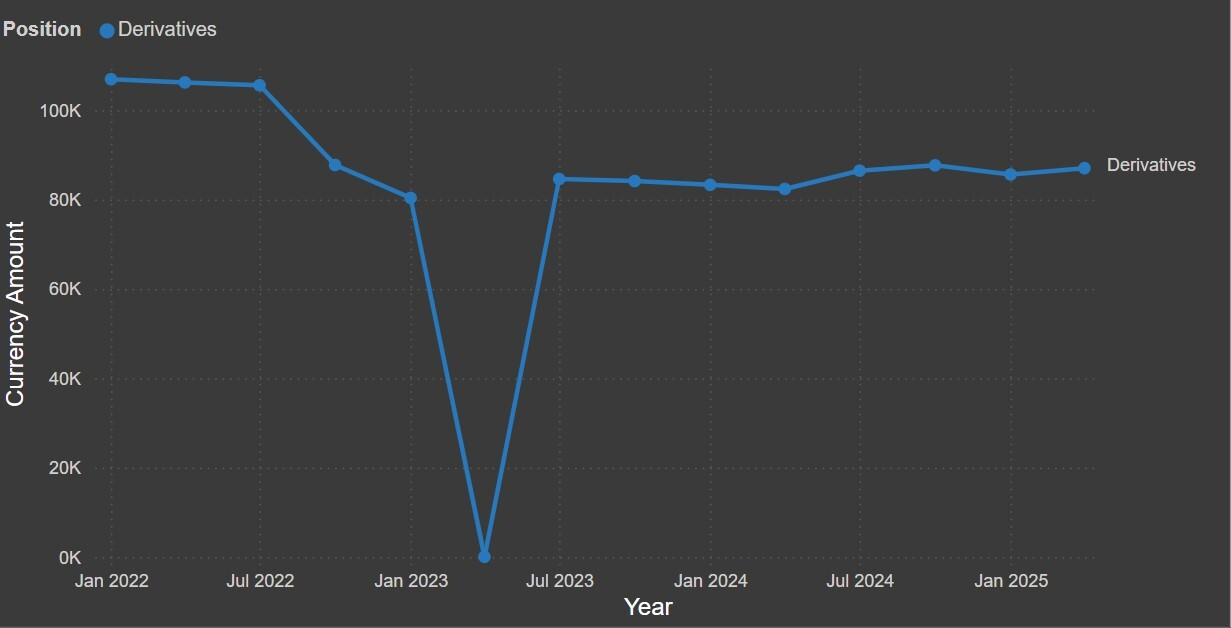 Position Derivatives
100K
80K
60K
40K
20K
0K
Currency Amount
Derivatives
Jan 2022 Jul 2022 Jan 2023 Jul 2023 Jan 2024 Jul 2024 Jan 2025
Year